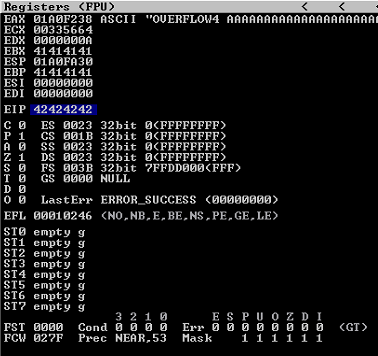 Registers (FPU) < < <
EAX 01A0F238 ASCII "OVERFLOW4 AAAAAAAAAAAAAAAAAAAAAAA
ECX 00335664
EDX 0000000A
EBX 41414141
ESP 01A0FA30
EBP 41414141
ESI 00000000
EDI 00000000
EIP 42424242
C 0 ES 0023 32bit 0(FFFFFFFF)
P 1 CS 001B 32bit 0(FFFFFFFF)
A 0 SS 0023 32bit 0(FFFFFFFF)
Z 1 DS 0023 32bit 0(FFFFFFFF)
S 0 FS 003B 32bit 7FFDD000(FFF)
T 0 GS 0000 NULL
D 0
O 0 LastErr ERROR_SUCCESS (00000000)
EFL 00010246 (NO,NB,E,BE,NS,PE,GE,LE)
ST0 empty g
ST1 empty g
ST2 empty g
ST3 empty g
ST4 empty g
ST5 empty g
ST6 empty g
ST7 empty g
3 2 1 0 E S P U O Z D I
FST 0000 Cond 0 0 0 0 Err 0 0 0 0 0 0 0 0 (GT)
FCW 027F Prec NEAR,53 Mask 1 1 1 1 1 1